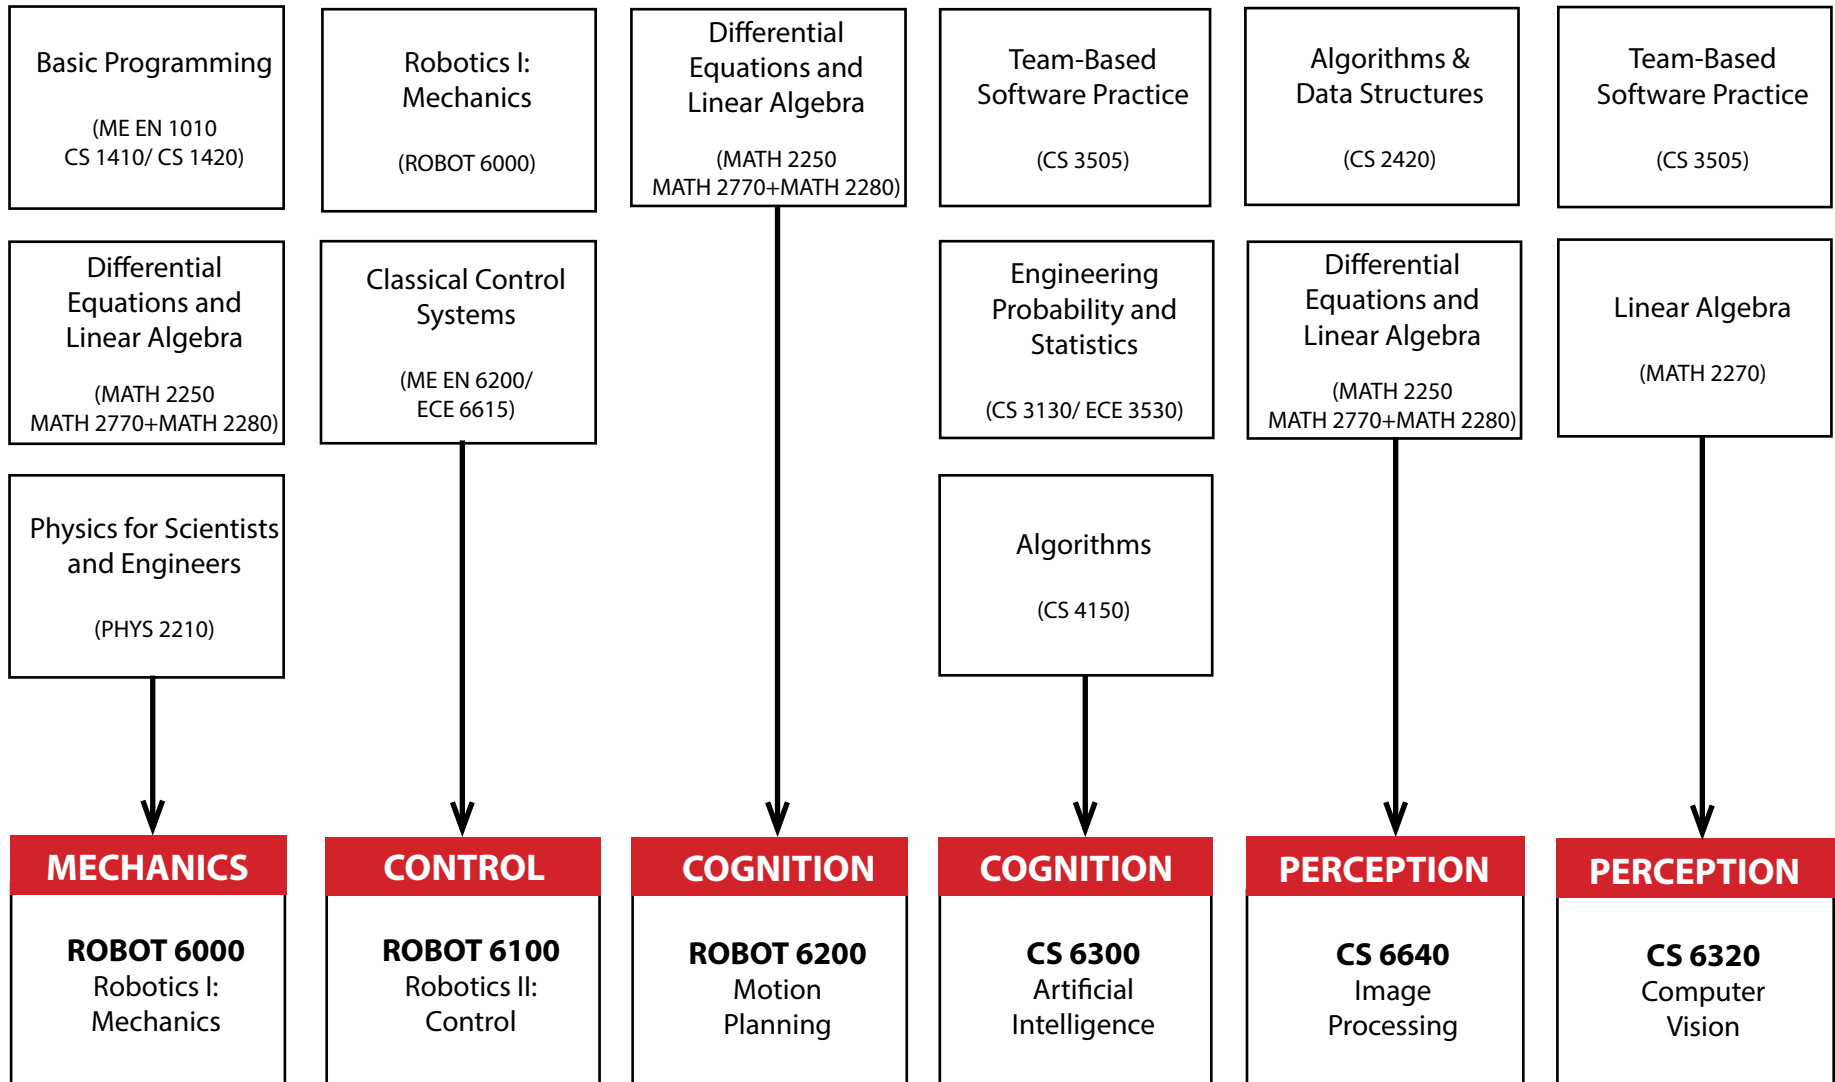 Basic Programming
(ME EN 1010
CS 1410/ CS 1420)
Differential
Equations and
Linear Algebra
(MATH 2250
MATH 2770+MATH 2280)
Physics for Scientists
and Engineers
(PHYS 2210)
MECHANICS
ROBOT 6000
Robotics I:
Mechanics
Robotics I:
Mechanics
(ROBOT 6000)
Classical Control
Systems
(ME EN 6200/
ECE 6615)
CONTROL
ROBOT 6100
Robotics II:
Control
Differential
Equations and
Linear Algebra
(MATH 2250
MATH 2770+MATH 2280)
COGNITION
ROBOT 6200
Motion
Planning
Team-Based
Software Practice
(CS 3505)
Engineering
Probability and
Statistics
(CS 3130/ ECE 3530)
Algorithms
(CS 4150)
COGNITION
CS 6300
Artificial
Intelligence
Algorithms &
Data Structures
(CS 2420)
Differential
Equations and
Linear Algebra
(MATH 2250
MATH 2770+MATH 2280)
PERCEPTION
CS 6640
Image
Processing
Team-Based
Software Practice
(CS 3505)
Linear Algebra
(MATH 2270)
PERCEPTION
CS 6320
Computer
Vision